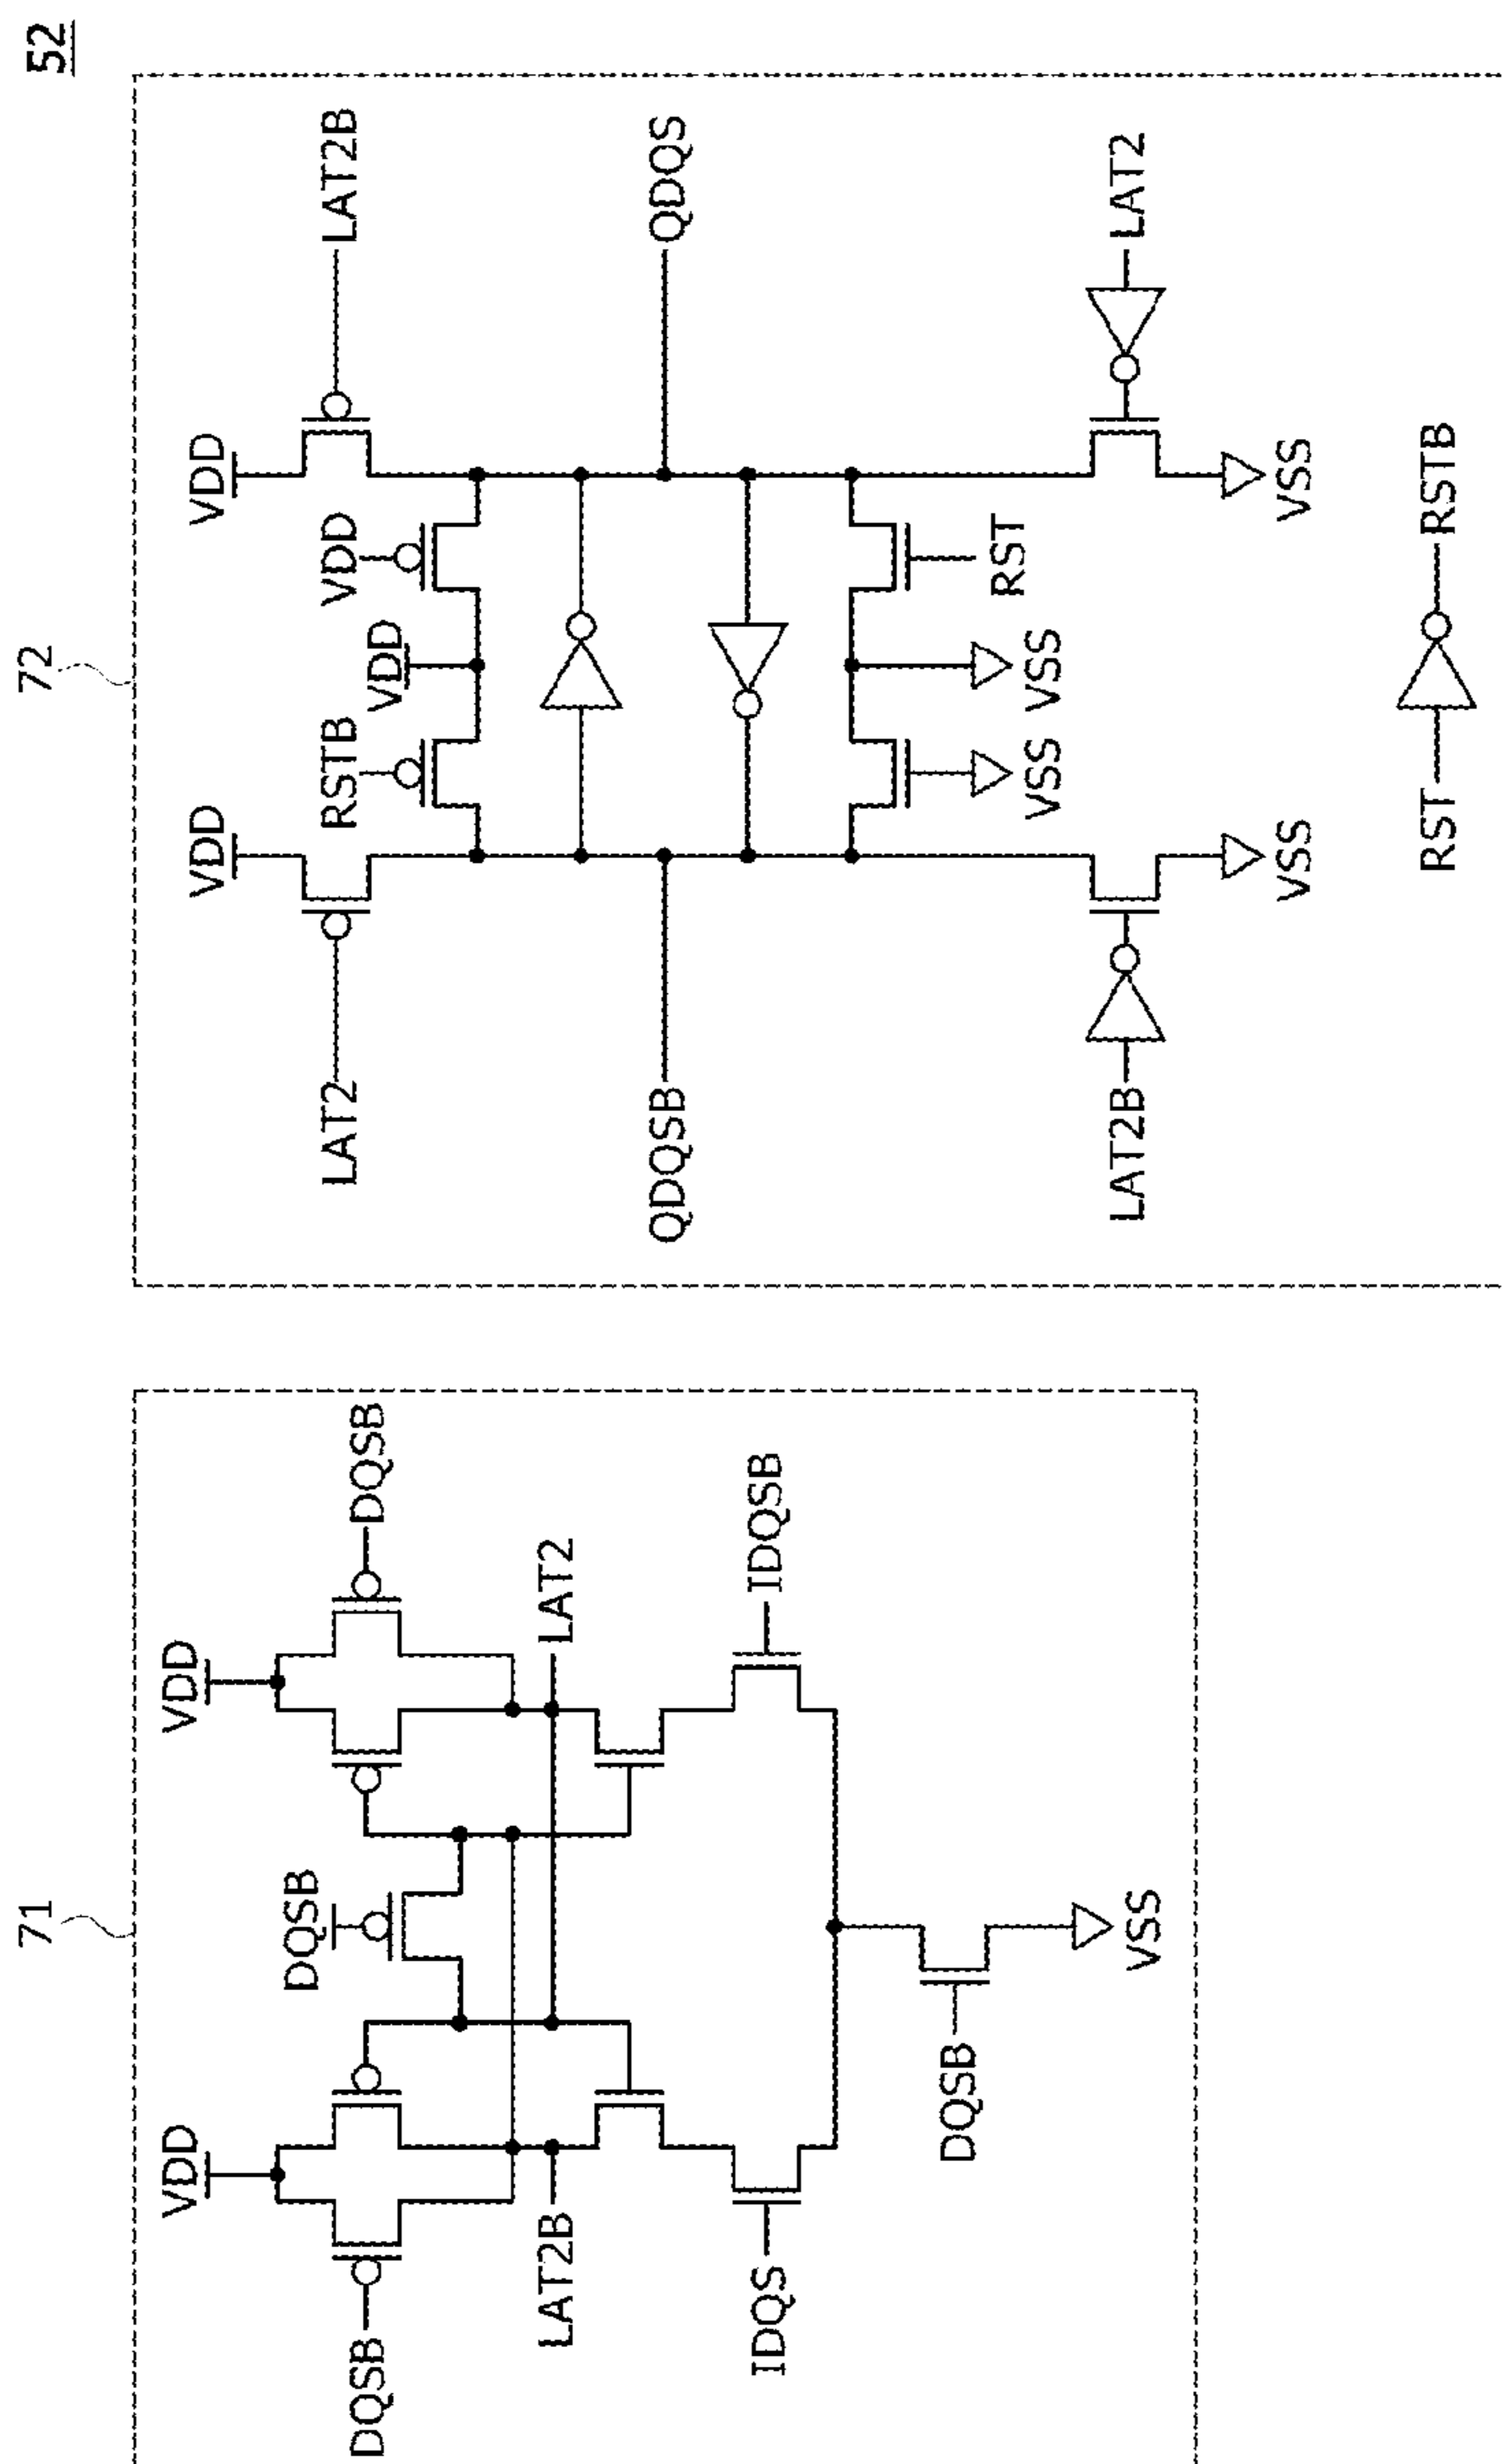 52
71
VDD
VDD
DQSB
DQSB
DQSB
LAT2B
LAT2
IDQS
IDQSB
DQSB
VSS
72
VDD
VDD
LAT2
RSTB
VDD
VDD
LAT2B
QDQSB
QDQS
LAT2B
VSS
VSS
RST
LAT2
VSS
VSS
RST
RSTB